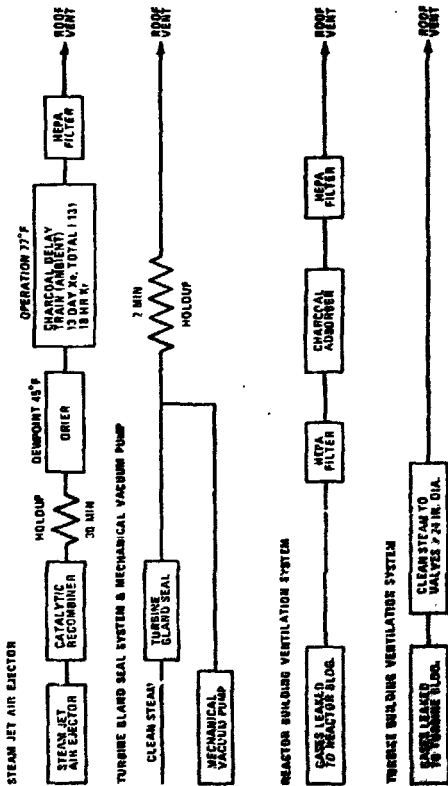 STEAM JET AIR EJECTOR
STEAM JET
AIR EJECTOR
CATALYTIC
RECOMBINER
HOLDUP
30 MIN
DEWPOINT 45°F
DRIER
OPERATION 77°F
CHARCOAL DELAY
TRAIN (AMBIENT)
13 DAY Xe, TOTAL I 131
18 HR Kr
HEPA
FILTER
ROOF
VENT
TURBINE GLAND SEAL SYSTEM & MECHANICAL VACUUM PUMP
CLEAN STEAM
TURBINE
GLAND SEAL
MECHANICAL
VACUUM PUMP
2 MIN
HOLDUP
ROOF
VENT
REACTOR BUILDING VENTILATION SYSTEM
GASES LEAKED
TO REACTOR BLDG.
HEPA
FILTER
CHARCOAL
ADSORBER
HEPA
FILTER
ROOF
VENT
TURBINE BUILDING VENTILATION SYSTEM
GASES LEAKED
TO TURBINE BLDG.
CLEAN STEAM TO
VALVES > 24 IN. DIA.
ROOF
VENT